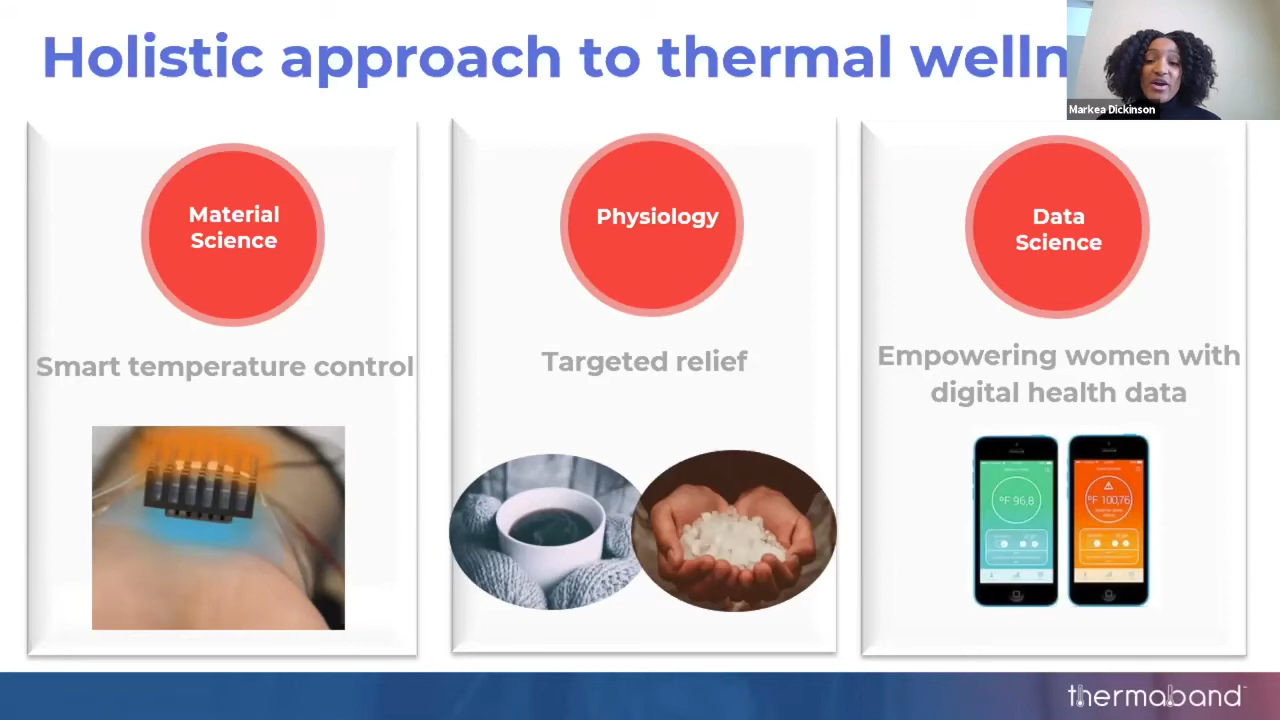 Holistic approach to thermal welln
Markea Dickinson
Material
Science
Physiology
Data
Science
Smart temperature control
Targeted relief
Empowering women with
digital health data
°F 96,8
°F 100,76
thermaband